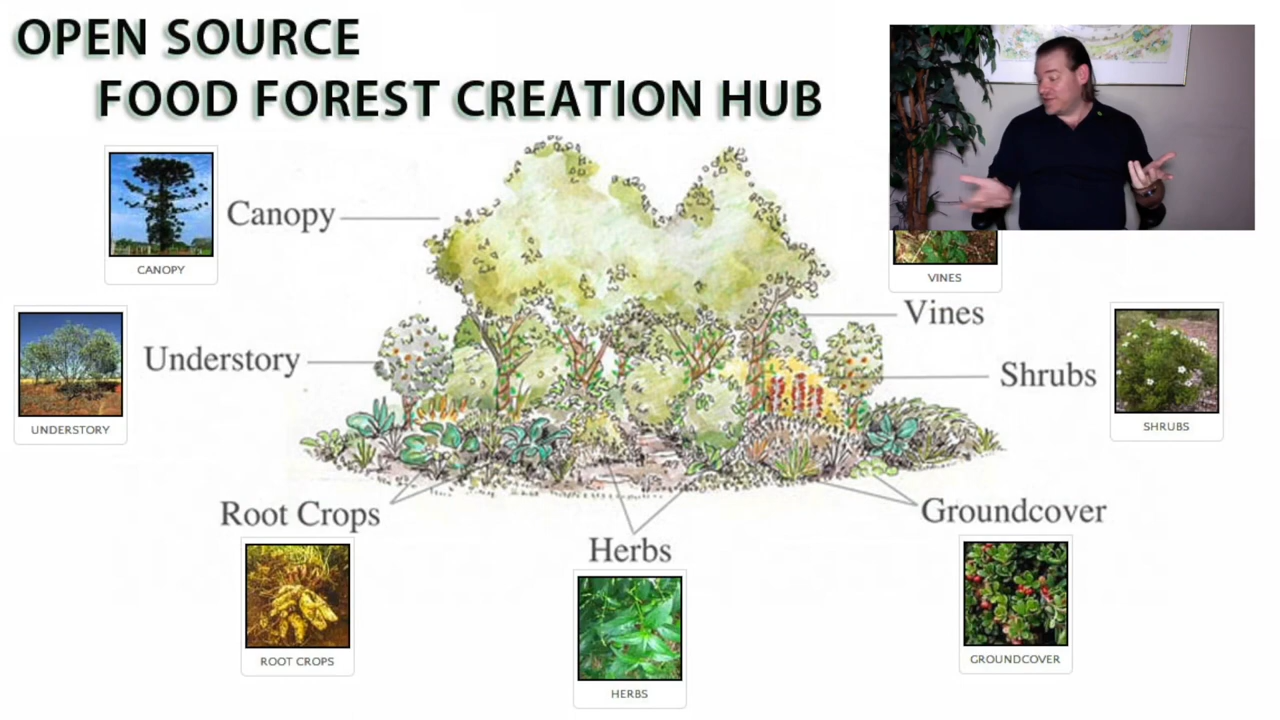 OPEN SOURCE
FOOD FOREST CREATION HUB
Canopy
CANOPY
VINES
Vines
Understory
UNDERSTORY
Shrubs
SHRUBS
Root Crops
ROOT CROPS
Herbs
HERBS
Groundcover
GROUNDCOVER